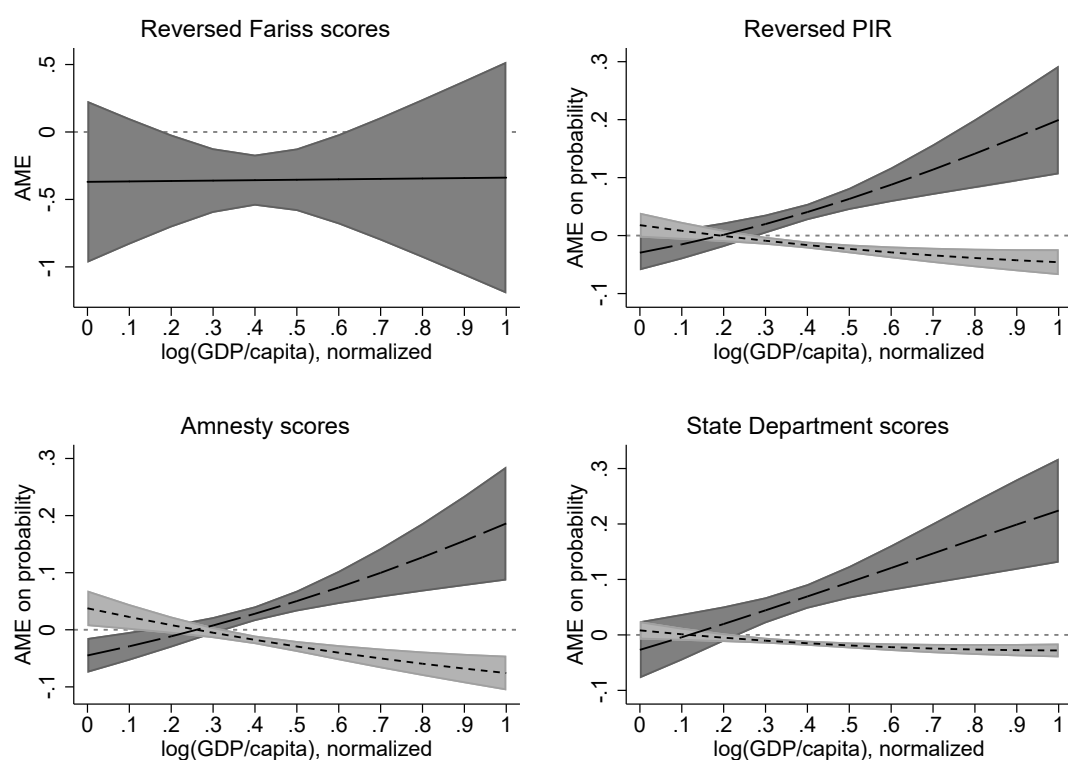 Reversed Fariss scores
AME
.5
0
-.5
-1
0 .1 .2 .3 .4 .5 .6 .7 .8 .9 1
log(GDP/capita), normalized
Reversed PIR
AME on probability
.3
.2
.1
0
-.1
0 .1 .2 .3 .4 .5 .6 .7 .8 .9 1
log(GDP/capita), normalized
Amnesty scores
AME on probability
.3
.2
.1
0
-.1
0 .1 .2 .3 .4 .5 .6 .7 .8 .9 1
log(GDP/capita), normalized
State Department scores
AME on probability
.3
.2
.1
0
-.1
0 .1 .2 .3 .4 .5 .6 .7 .8 .9 1
log(GDP/capita), normalized